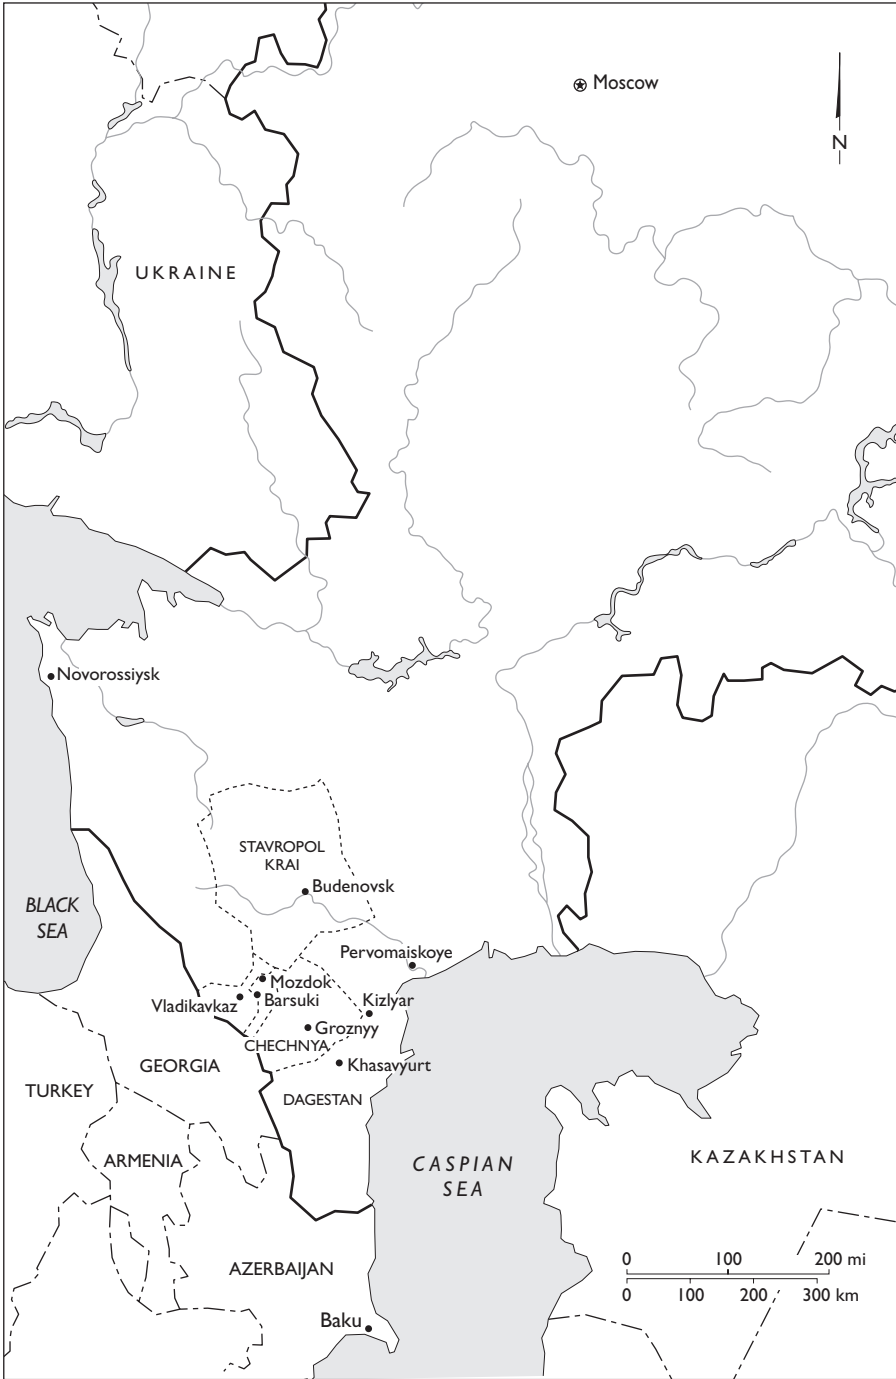 Moscow
N
UKRAINE
Novorossiysk
STAVROPOL
KRAI
Budenovsk
BLACK
SEA
Pervomaiskoye
Mozdok
Vladikavkaz
Barsuki
Kizlyar
Groznyy
CHECHNYA
GEORGIA
Khasavyurt
TURKEY
DAGESTAN
ARMENIA
CASPIAN
SEA
KAZAKHSTAN
AZERBAIJAN
0 100 200 mi
0 100 200 300 km
Baku